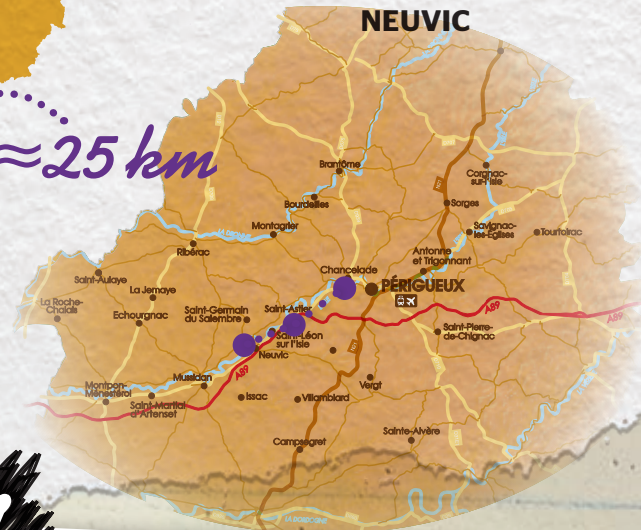 NEUVIC
≈25 km
Brantôme
Corgnac-
sur-l'Isle
Bourdeilles
Sorges
Montagrier
Savignac-
les-Eglises
Tourtoirac
Ribérac
Antonne
et Trigonnant
Chancelade
Saint-Aulaye
PÉRIGUEUX
La Jemaye
La Roche-
Chalais
Echourgnac
Saint-Germain
du Salembre
Saint-Astier
A89
A89
Saint-Léon
sur l'Isle
Saint-Pierre-
de-Chignac
Neuvic
A89
Mussidan
Vergt
Montpon-
Ménestérol
Issac
Villamblard
Saint-Martial
d'Artenset
Sainte-Alvère
Campsegret
LA DORDOGNE